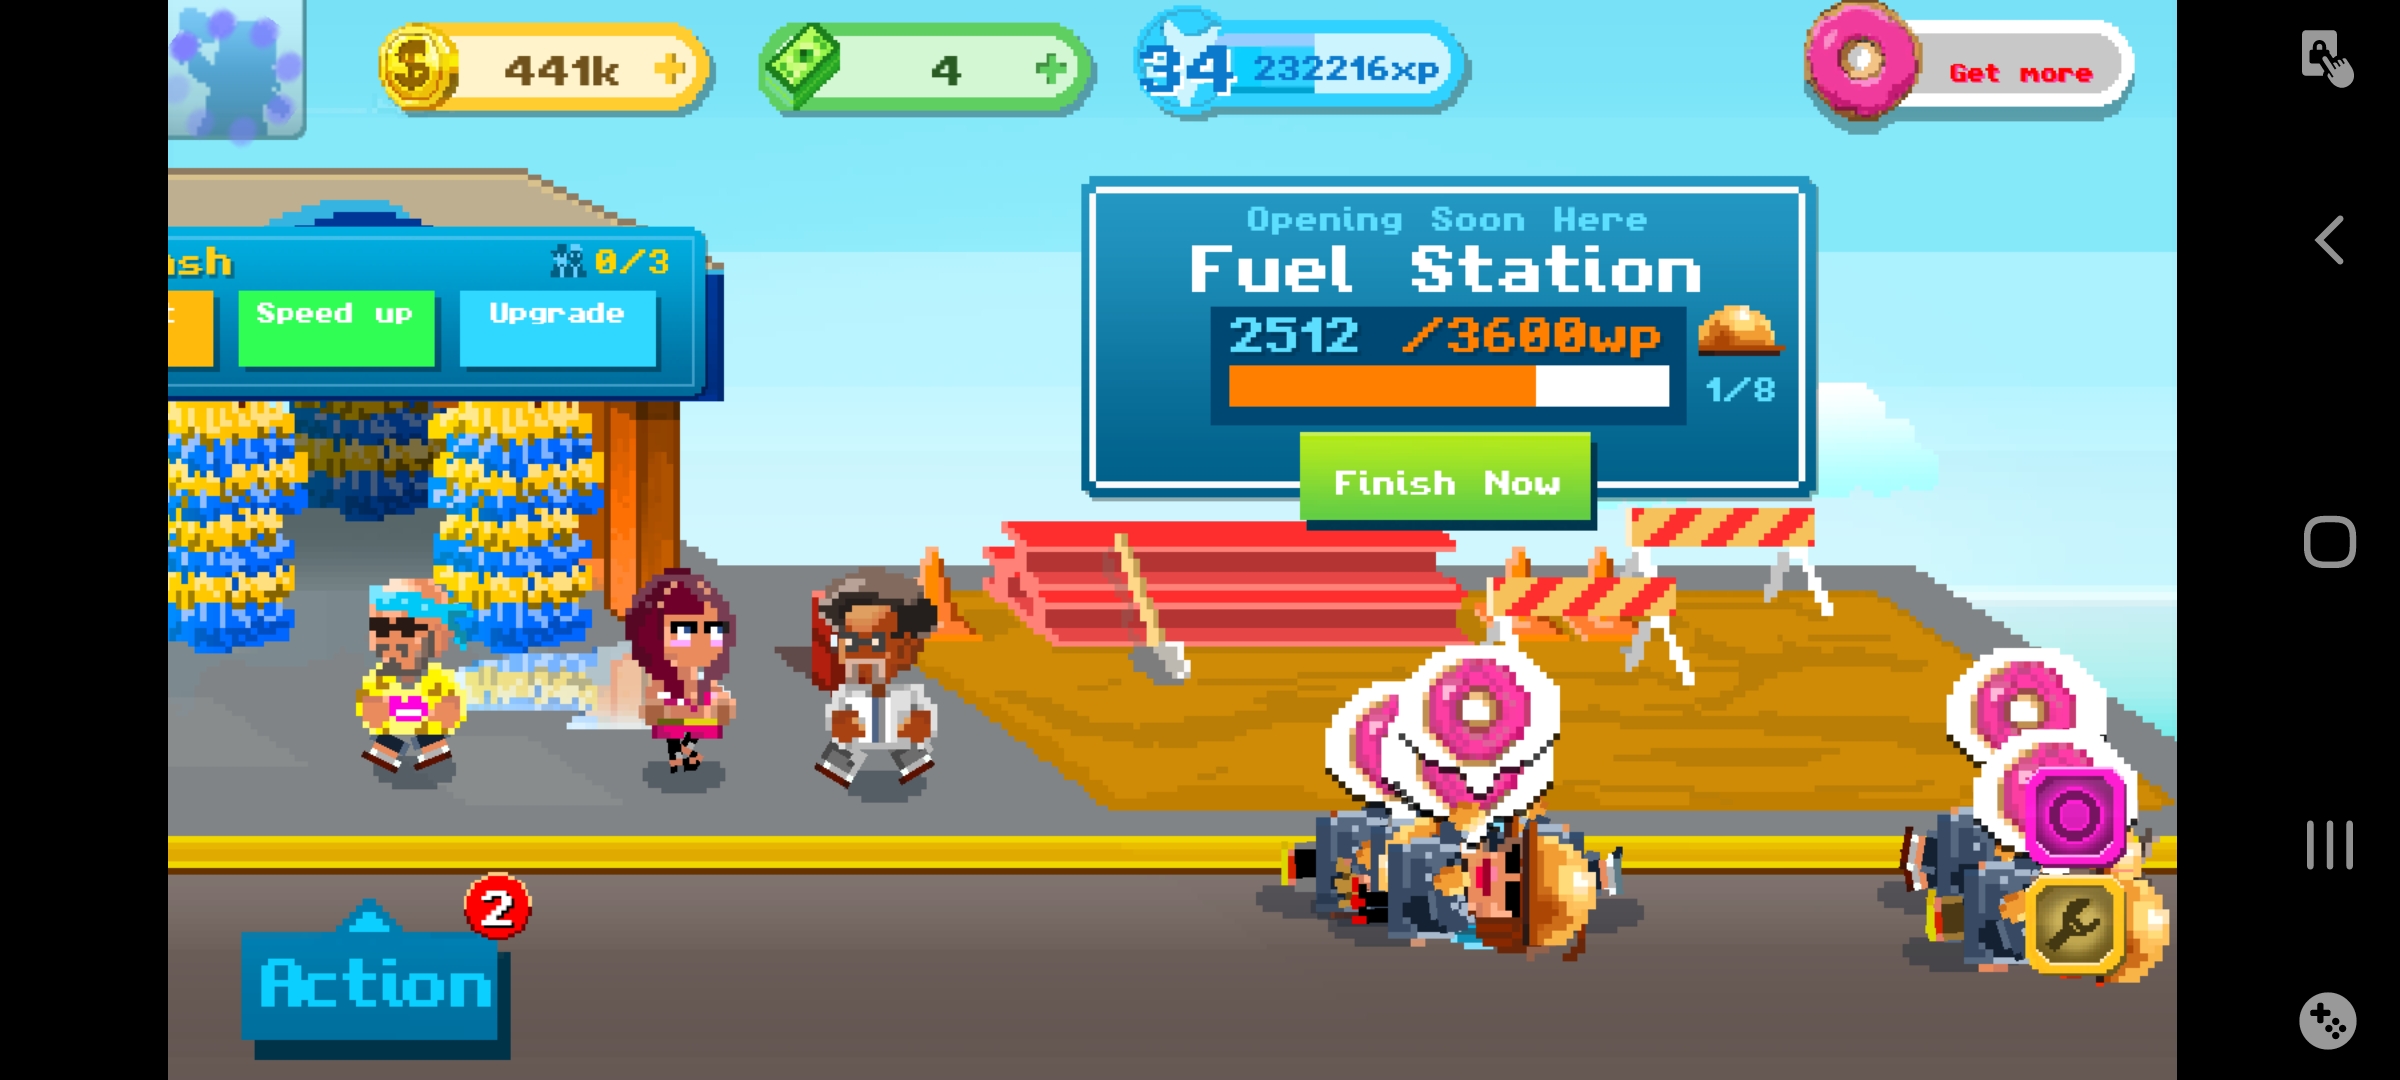 441k
4
34 232216xp
Get more
ash 0/3
t Speed up Upgrade
Opening Soon Here
Fuel Station
2512 /3600wp
1/8
Finish Now
2
Action